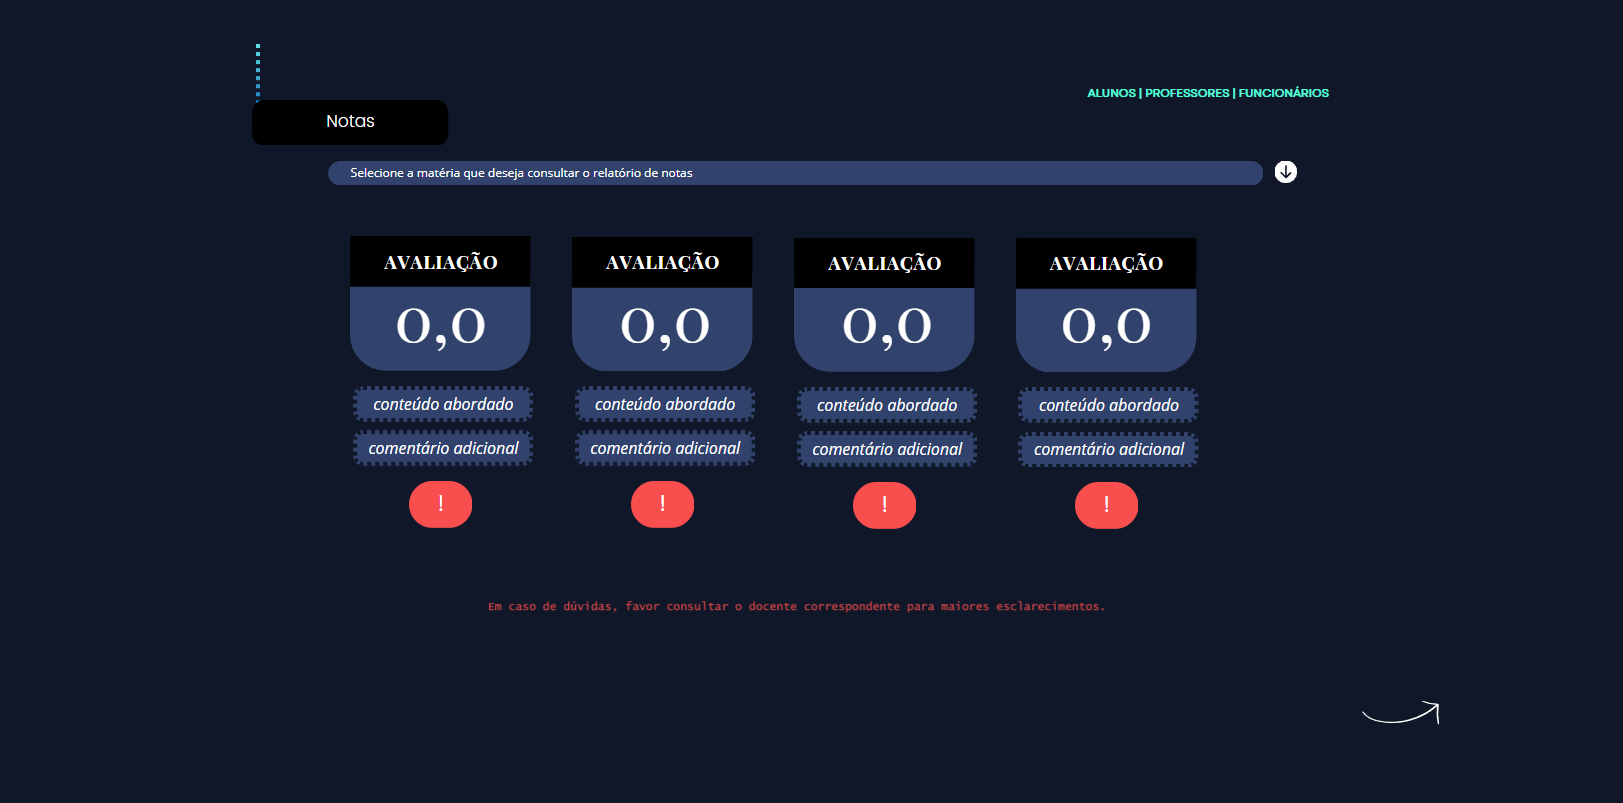 ALUNOS | PROFESSORES | FUNCIONÁRIOS
Notas
Selecione a matéria que deseja consultar o relatório de notas
AVALIAÇÃO AVALIAÇÃO AVALIAÇÃO AVALIAÇÃO
0,0 0,0 0,0 0,0
conteúdo abordado conteúdo abordado conteúdo abordado conteúdo abordado
comentário adicional comentário adicional comentário adicional comentário adicional
! ! ! !
Em caso de dúvidas, favor consultar o docente correspondente para maiores esclarecimentos.